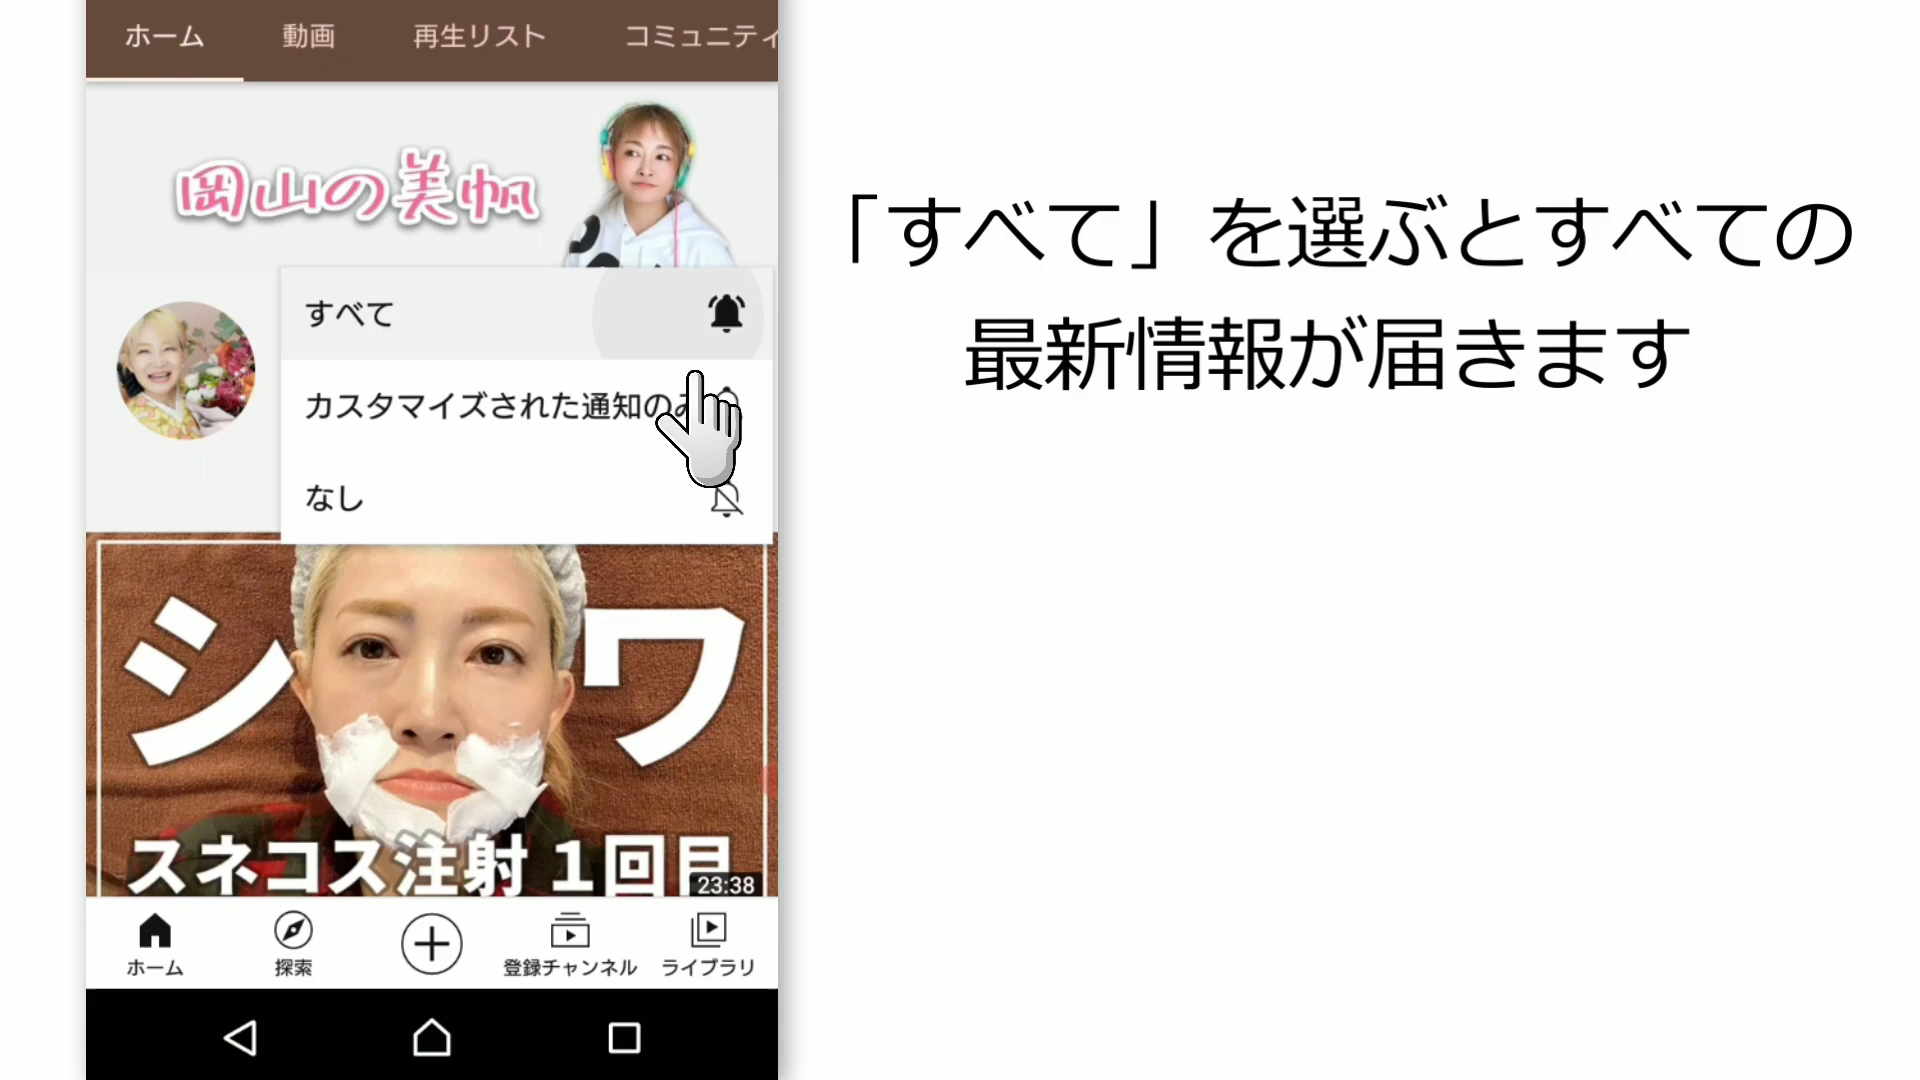 ホーム 動画 再生リスト コミュニティ
岡山の美帆
すべて
カスタマイズされた通知のみ
なし
シワ
スネコス注射 1回目
23:38
ホーム 探索 登録チャンネル ライブラリ
「すべて」を選ぶとすべての
最新情報が届きます